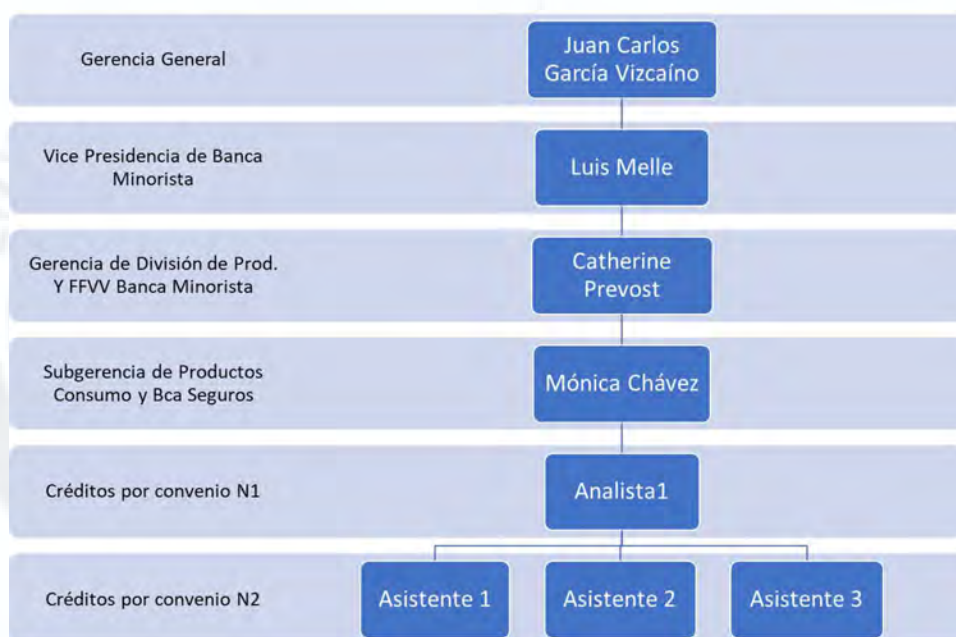 Gerencia General
Juan Carlos
García Vizcaíno
Vice Presidencia de Banca
Minorista
Luis Melle
Gerencia de División de Prod.
Y FFVV Banca Minorista
Catherine
Prevost
Subgerencia de Productos
Consumo y Bca Seguros
Mónica Chávez
Créditos por convenio N1
Analista1
Créditos por convenio N2
Asistente 1
Asistente 2
Asistente 3